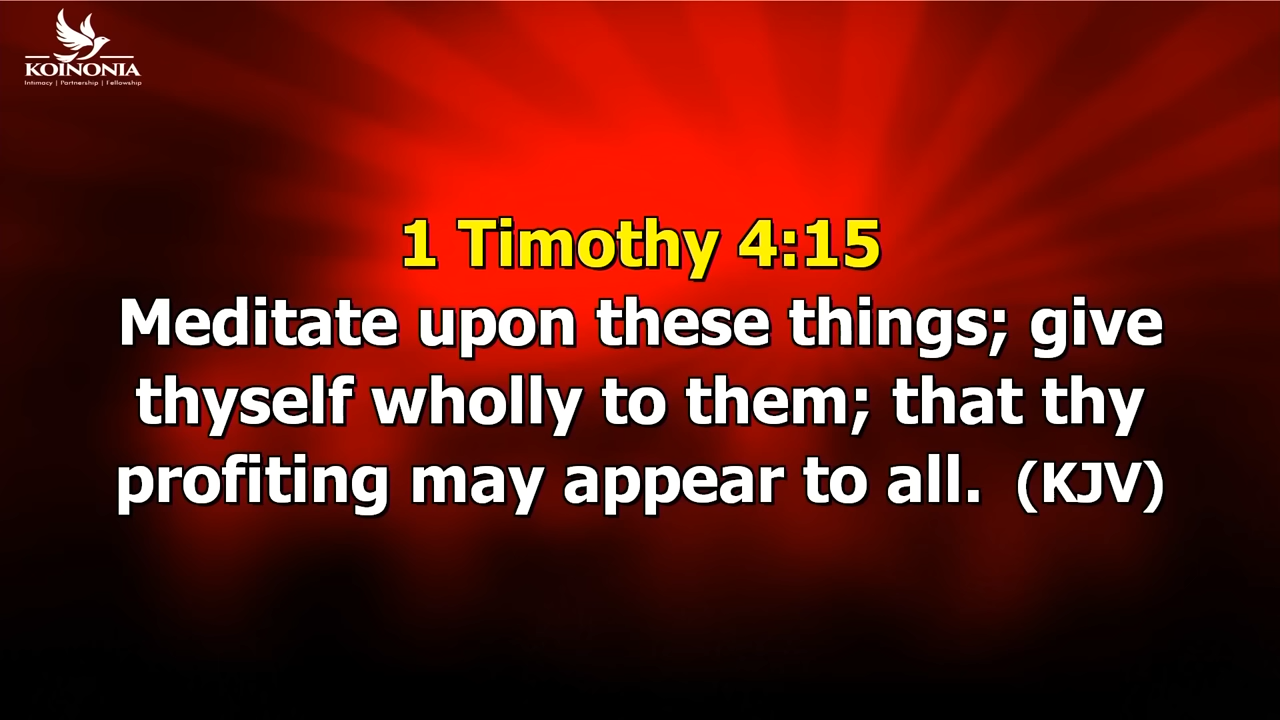 KOINONIA
Intimacy | Partnership | Fellowship
1 Timothy 4:15
Meditate upon these things; give
thyself wholly to them; that thy
profiting may appear to all. (KJV)